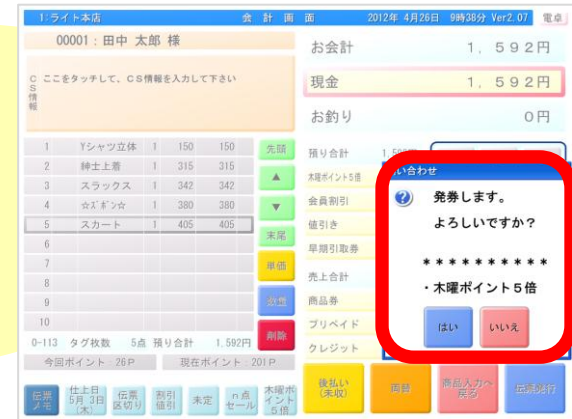 1:ライト本店 会 計 画 面 2012年 4月26日 9時38分 Ver2.07 電卓
00001：田中 太郎 様
CS情報
ここをタッチして、CS情報を入力して下さい
お会計 1,592円
現金 1,592円
お釣り 0円
1 Yシャツ立体 1 150 150
2 紳士上着 1 315 315
3 スラックス 1 342 342
4 ☆ズボン☆ 1 380 380
5 スカート 1 405 405
6
7
8
9
10
0-113 タグ枚数 5点 預り合計 1,592円
今回ポイント：26P 現在ポイント：201P
先頭
▲
▼
末尾
単価
数量
削除
預り合計 1,592円
木曜ポイント5倍
会員割引
値引き
早期引取券
売上合計
商品券
プリペイド
クレジット
い合わせ
発券します。
よろしいですか？
**********
・木曜ポイント５倍
はい いいえ
伝票メモ
仕上日
5月 3日
(木)
伝票
区切り
割引
値引
未定
n点
セール
木曜ポ
イント
5倍
後払い
(未収)
両替
商品入力へ
戻る
伝票発行